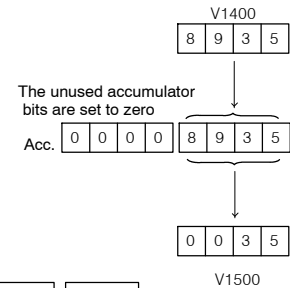 V1400
8 9 3 5
The unused accumulator
bits are set to zero
Acc. 0 0 0 0 8 9 3 5
0 0 3 5
V1500